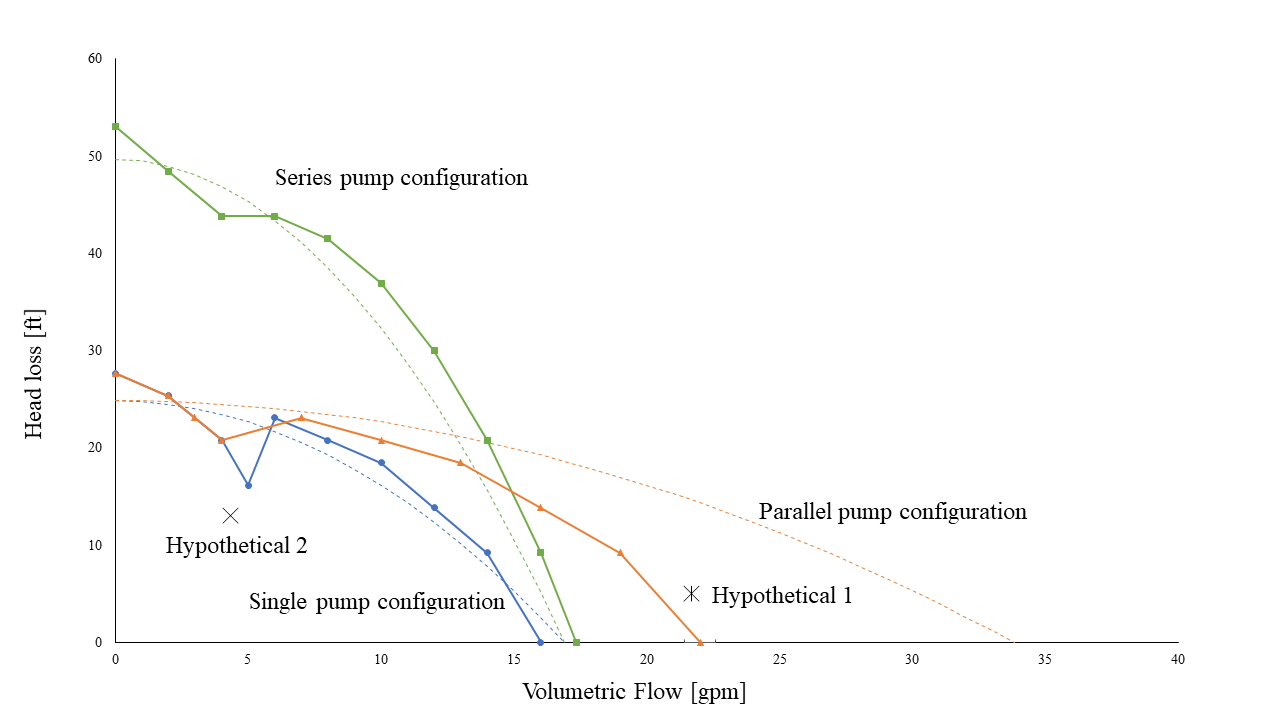 60
50
Series pump configuration
40
Head loss [ft]
30
20
Parallel pump configuration
10
Hypothetical 2
Hypothetical 1
Single pump configuration
0
0 5 10 15 20 25 30 35 40
Volumetric Flow [gpm]